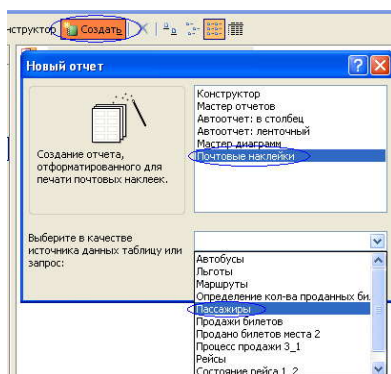 нструктор Создать
Новый отчет
Конструктор
Мастер отчетов
Автоотчет: в столбец
Автоотчет: ленточный
Мастер диаграмм
Почтовые наклейки
Создание отчета,
отформатированного для
печати почтовых наклеек.
Выберите в качестве
источника данных таблицу или
запрос:
Автобусы
Льготы
Маршруты
Определение кол-ва проданных би.
Пассажиры
Продажи билетов
Продано билетов места 2
Процесс продажи 3_1
Рейсы
Состояние рейса 1_2